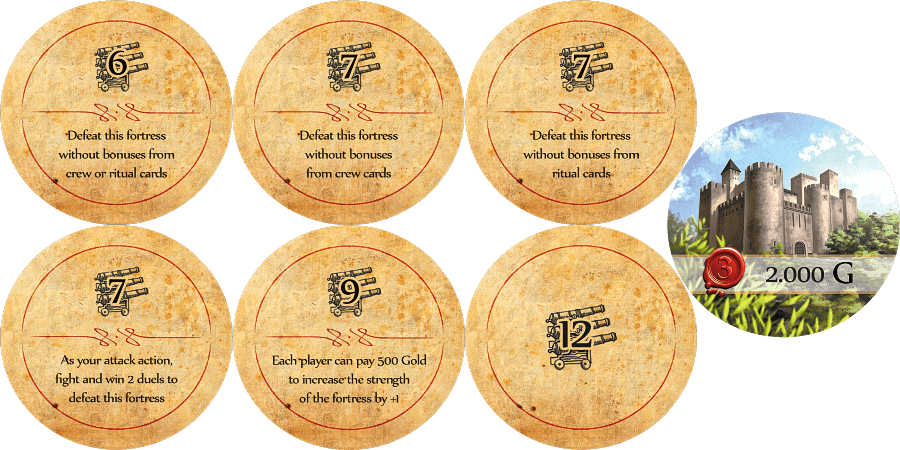 6
Defeat this fortress
without bonuses from
crew or ritual cards
7
Defeat this fortress
without bonuses
from crew cards
7
Defeat this fortress
without bonuses from
ritual cards
3 2.000 G
7
As your attack action,
fight and win 2 duels to
defeat this fortress
9
Each player can pay 500 Gold
to increase the strength
of the fortress by +1
12